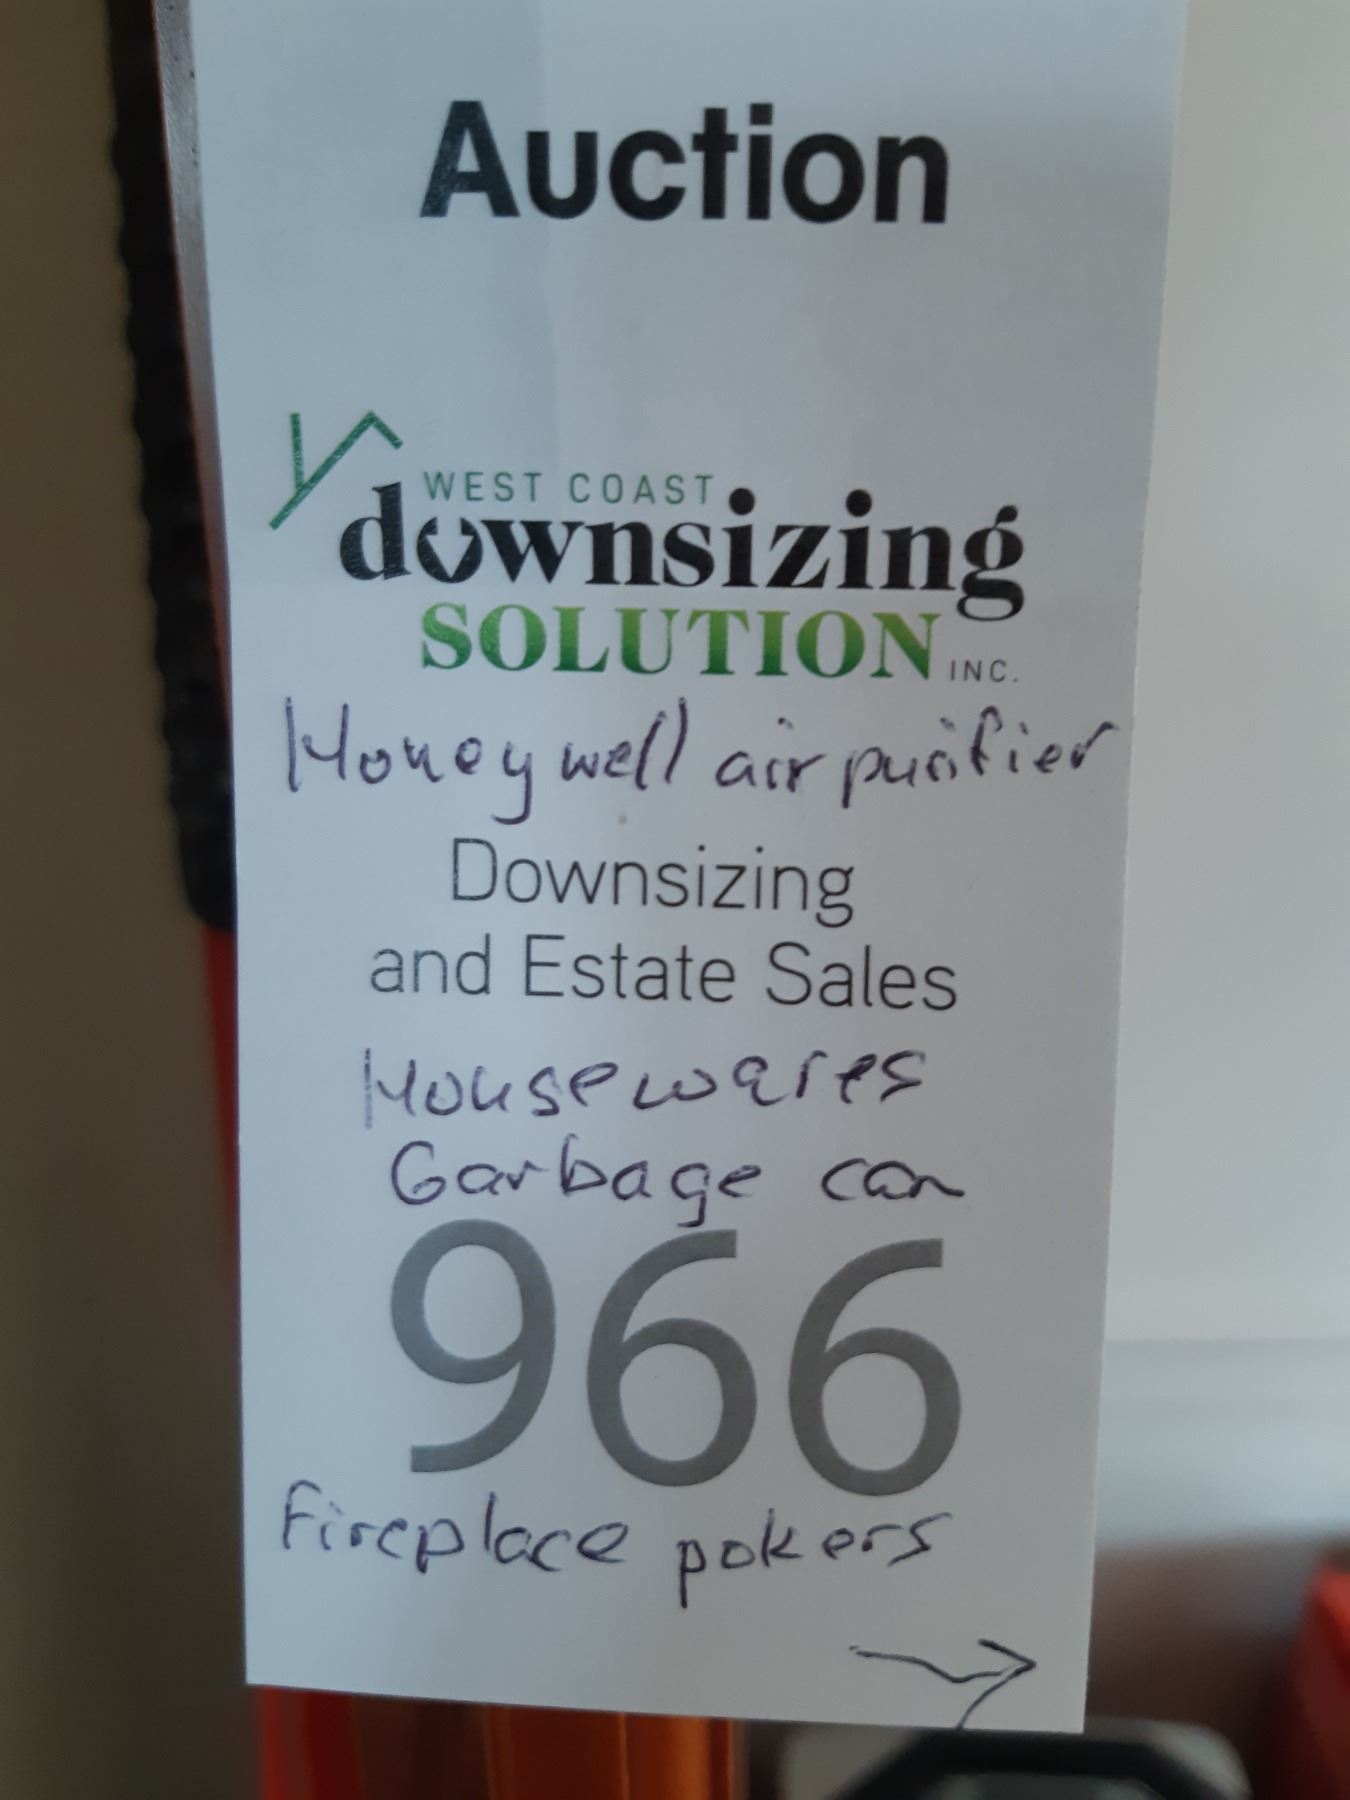 Auction
WEST COAST
downsizing
SOLUTION INC.
Honeywell air purifier
Downsizing
and Estate Sales
Housewares
Garbage can
966
Fireplace pokers